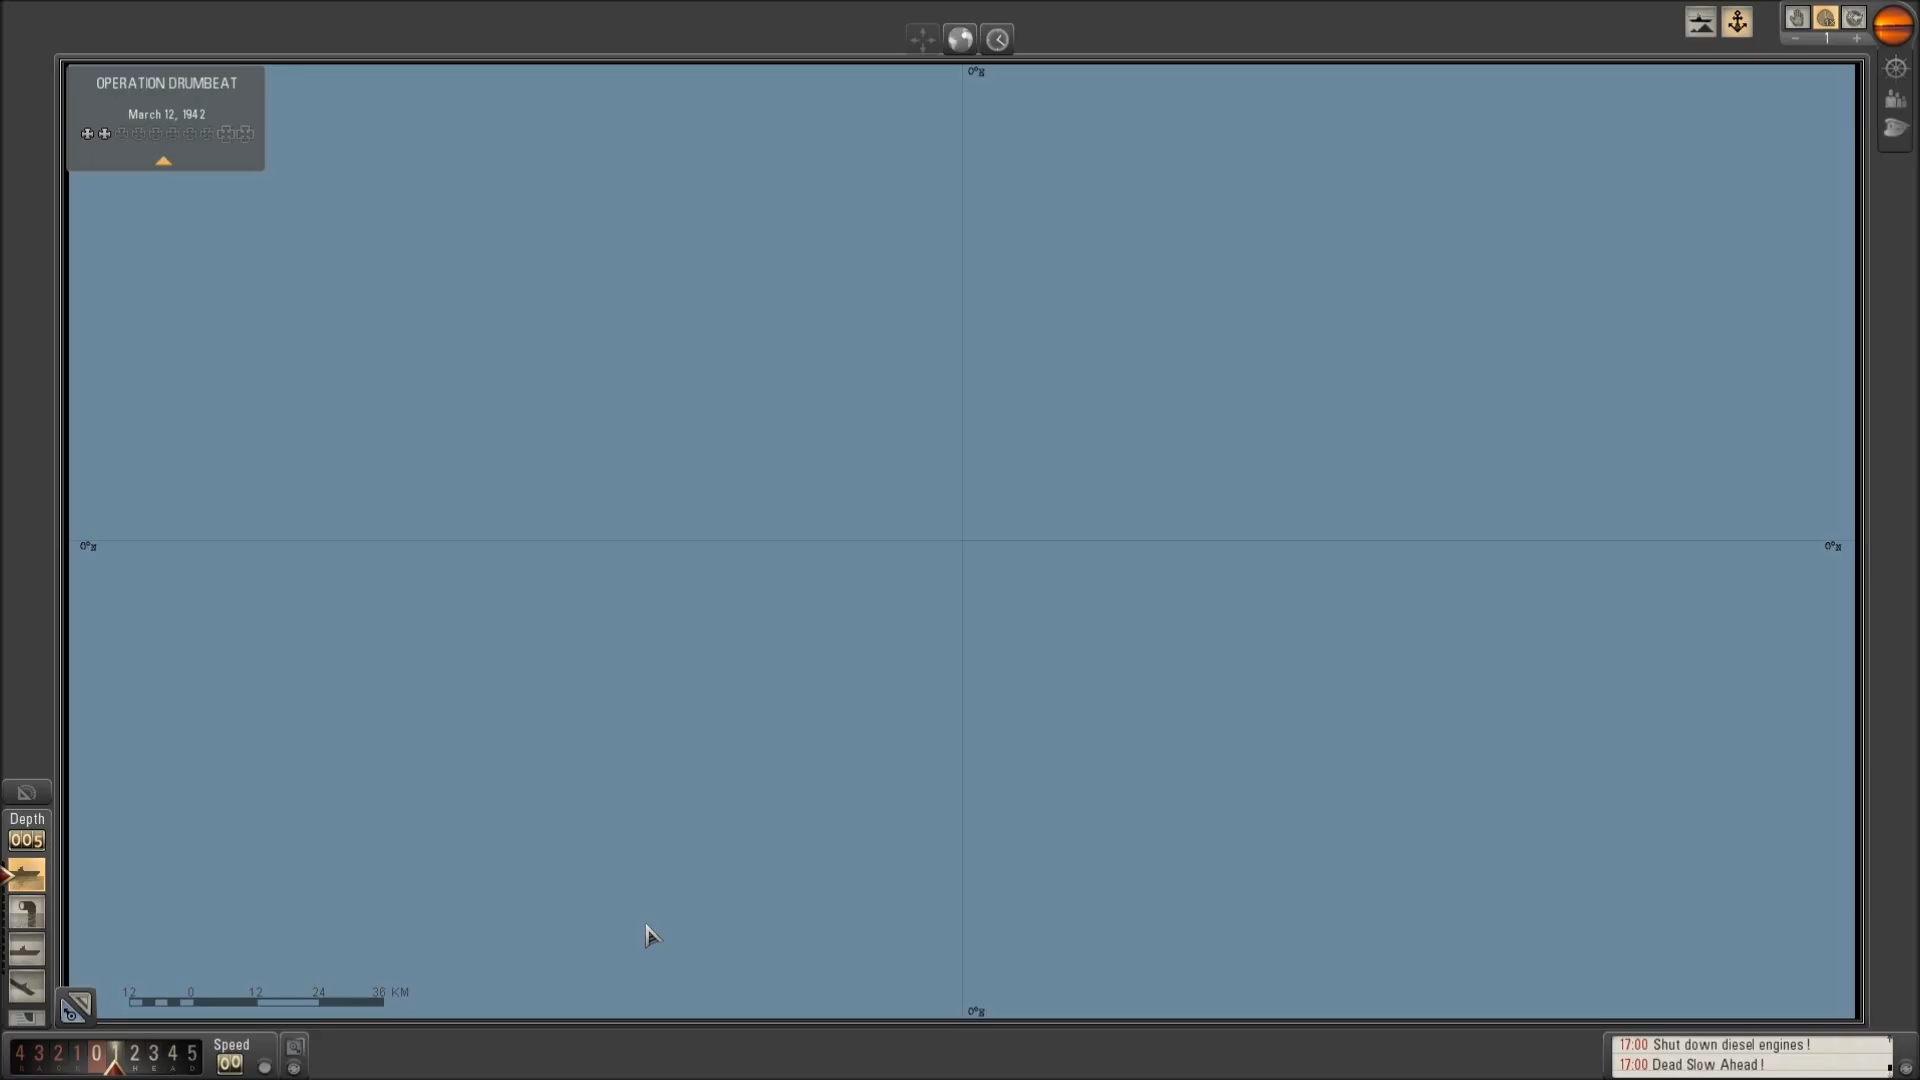 1
OPERATION DRUMBEAT
March 12, 1942
0°N
0°N
0°N
12 0 12 24 36 KM
0°N
Depth
005
4 3 2 1 0 1 2 3 4 5
Speed
00
17:00 Shut down diesel engines!
17:00 Dead Slow Ahead!